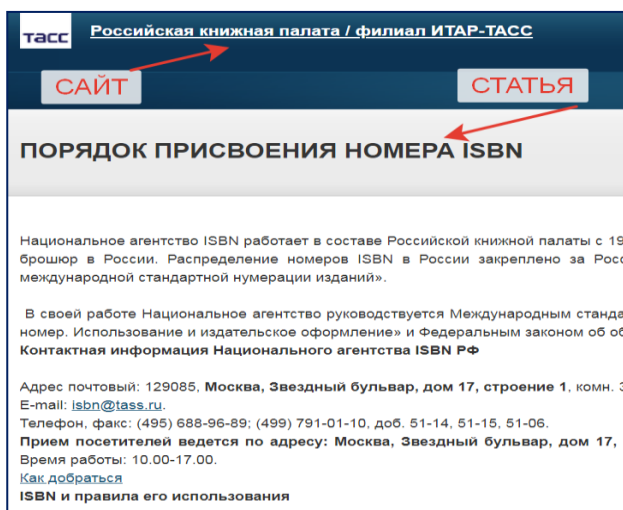 тасс Российская книжная палата / филиал ИТАР-ТАСС
САЙТ СТАТЬЯ
ПОРЯДОК ПРИСВОЕНИЯ НОМЕРА ISBN
Национальное агентство ISBN работает в составе Российской книжной палаты с
брошюр в России. Распределение номеров ISBN в России закреплено за
международной стандартной нумерации изданий».
В своей работе Национальное агентство руководствуется Международным
номер. Использование и издательское оформление» и Федеральным законом об
Контактная информация Национального агентства ISBN РФ
Адрес почтовый: 129085, Москва, Звездный бульвар, дом 17, строение 1, комн.
E-mail: isbn@tass.ru.
Телефон, факс: (495) 688-96-89; (499) 791-01-10, доб. 51-14, 51-15, 51-06.
Прием посетителей ведется по адресу: Москва, Звездный бульвар, дом 17,
Время работы: 10.00-17.00.
Как добраться
ISBN и правила его использования